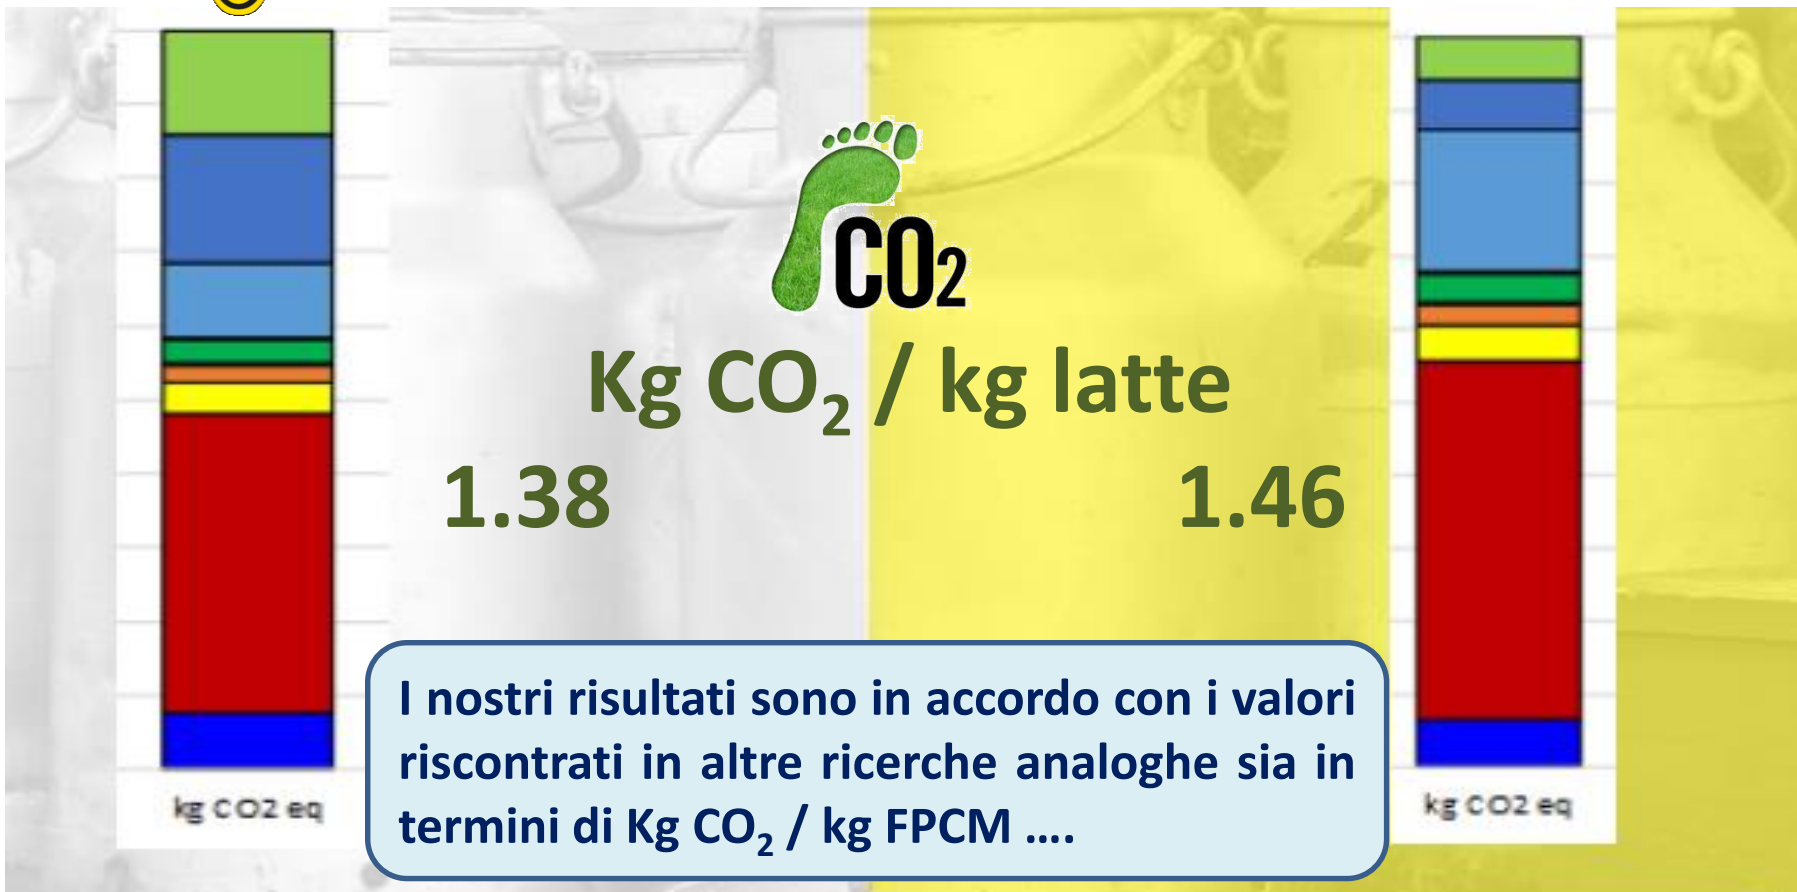 CO2
Kg CO₂ / kg latte
1.38
1.46
I nostri risultati sono in accordo con i valori
riscontrati in altre ricerche analoghe sia in
termini di Kg CO₂ / kg FPCM ....
kg CO2 eq
kg CO2 eq